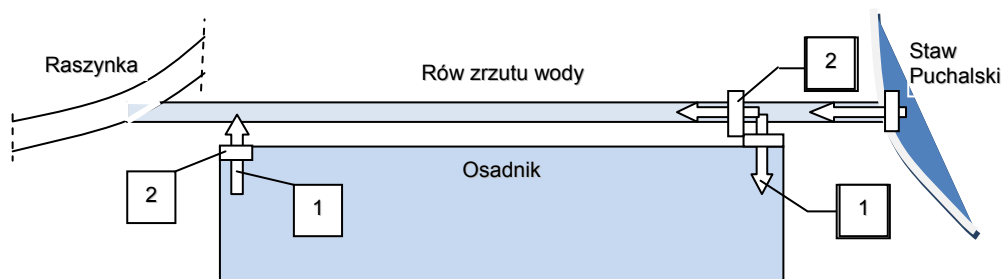 Raszynka
Rów zrzutu wody
2
Staw
Puchalski
Osadnik
2
1
1